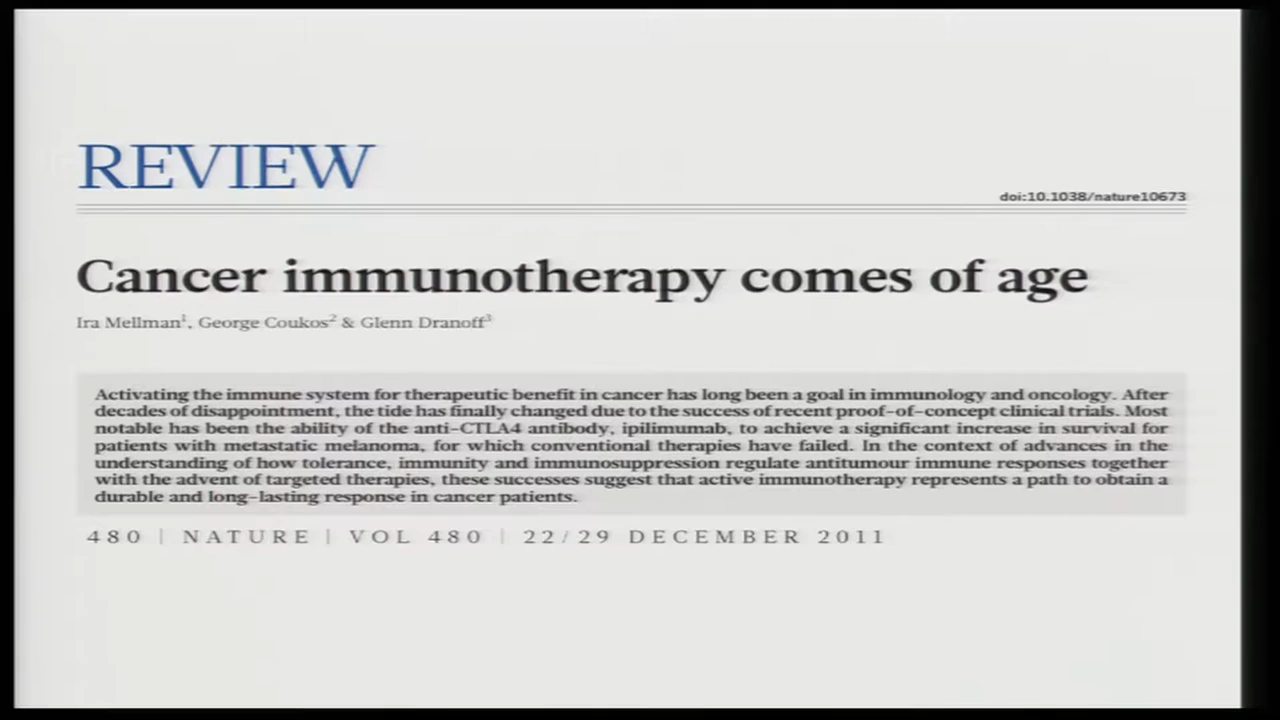 REVIEW
doi:10.1038/nature10673
Cancer immunotherapy comes of age
Ira Mellman¹, George Coukos² & Glenn Dranoff³
Activating the immune system for therapeutic benefit in cancer has long been a goal in immunology and oncology. After
decades of disappointment, the tide has finally changed due to the success of recent proof-of-concept clinical trials. Most
notable has been the ability of the anti-CTLA4 antibody, ipilimumab, to achieve a significant increase in survival for
patients with metastatic melanoma, for which conventional therapies have failed. In the context of advances in the
understanding of how tolerance, immunity and immunosuppression regulate antitumour immune responses together
with the advent of targeted therapies, these successes suggest that active immunotherapy represents a path to obtain a
durable and long-lasting response in cancer patients.
480 | NATURE | VOL 480 | 22/29 DECEMBER 2011